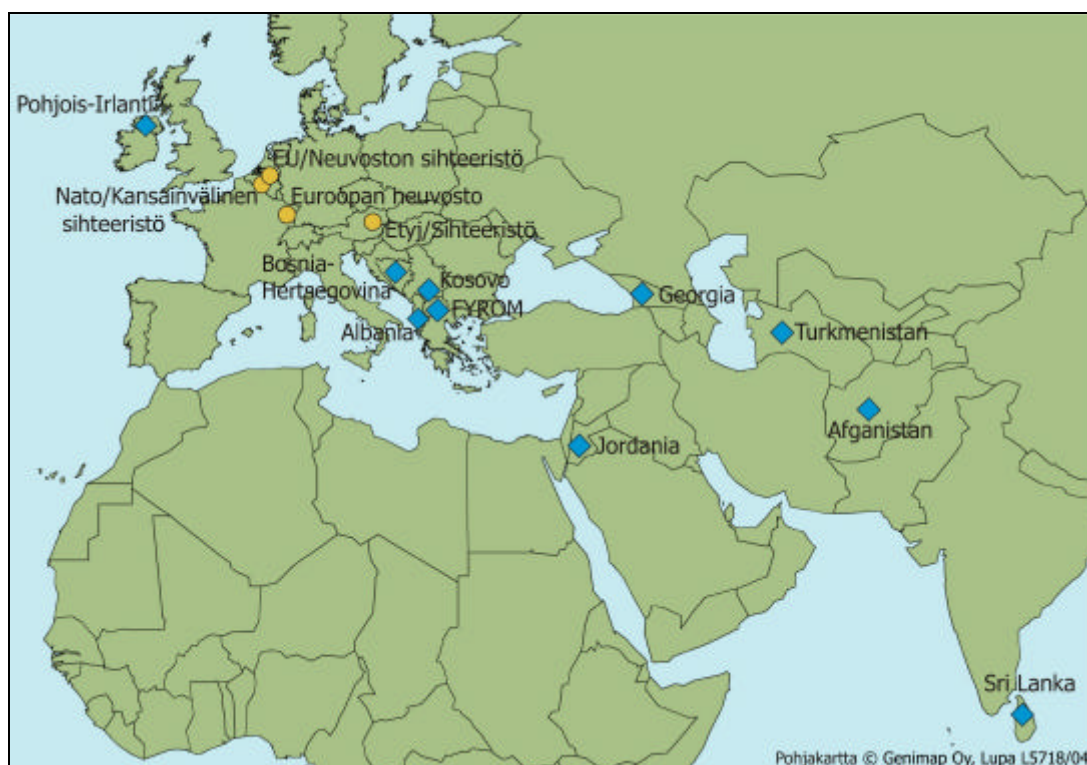 Pohjois-Irlanti
EU/Neuvoston sihteeristö
Nato/Kansainvälinen
sihteeristö
Euroopan neuvosto
Etyj/Sihteeristö
Bosnia-
Hertsegovina
Kosovo
FYROM
Albania
Georgia
Turkmenistan
Afganistan
Jordania
Sri Lanka
Pohjakartta © Genimap Oy, Lupa L5718/04